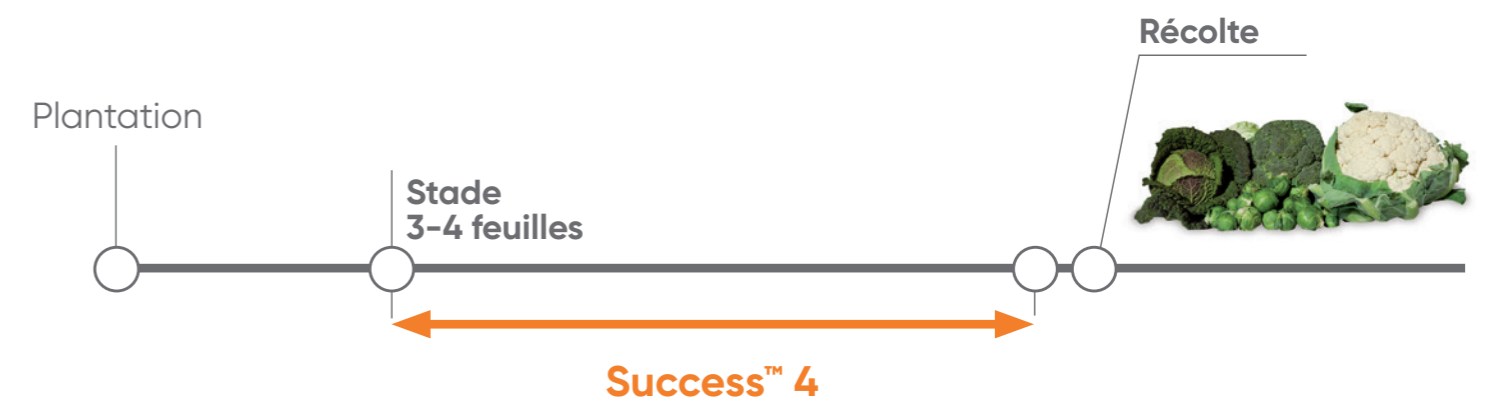 Récolte
Plantation
Stade
3-4 feuilles
Success™ 4